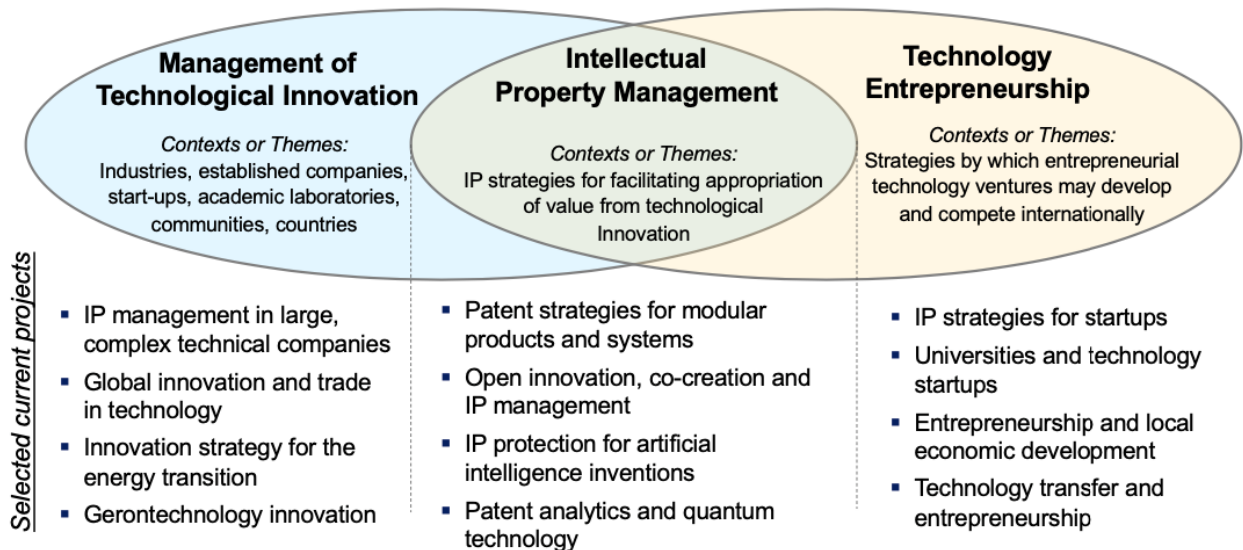 Management of
Technological Innovation
Contexts or Themes:
Industries, established companies,
start-ups, academic laboratories,
communities, countries
Intellectual
Property Management
Contexts or Themes:
IP strategies for facilitating appropriation
of value from technological
Innovation
Technology
Entrepreneurship
Contexts or Themes:
Strategies by which entrepreneurial
technology ventures may develop
and compete internationally
Selected current projects
▪ IP management in large,
complex technical companies
▪ Global innovation and trade
in technology
▪ Innovation strategy for the
energy transition
▪ Gerontechnology innovation
▪ Patent strategies for modular
products and systems
▪ Open innovation, co-creation and
IP management
▪ IP protection for artificial
intelligence inventions
▪ Patent analytics and quantum
technology
▪ IP strategies for startups
▪ Universities and technology
startups
▪ Entrepreneurship and local
economic development
▪ Technology transfer and
entrepreneurship